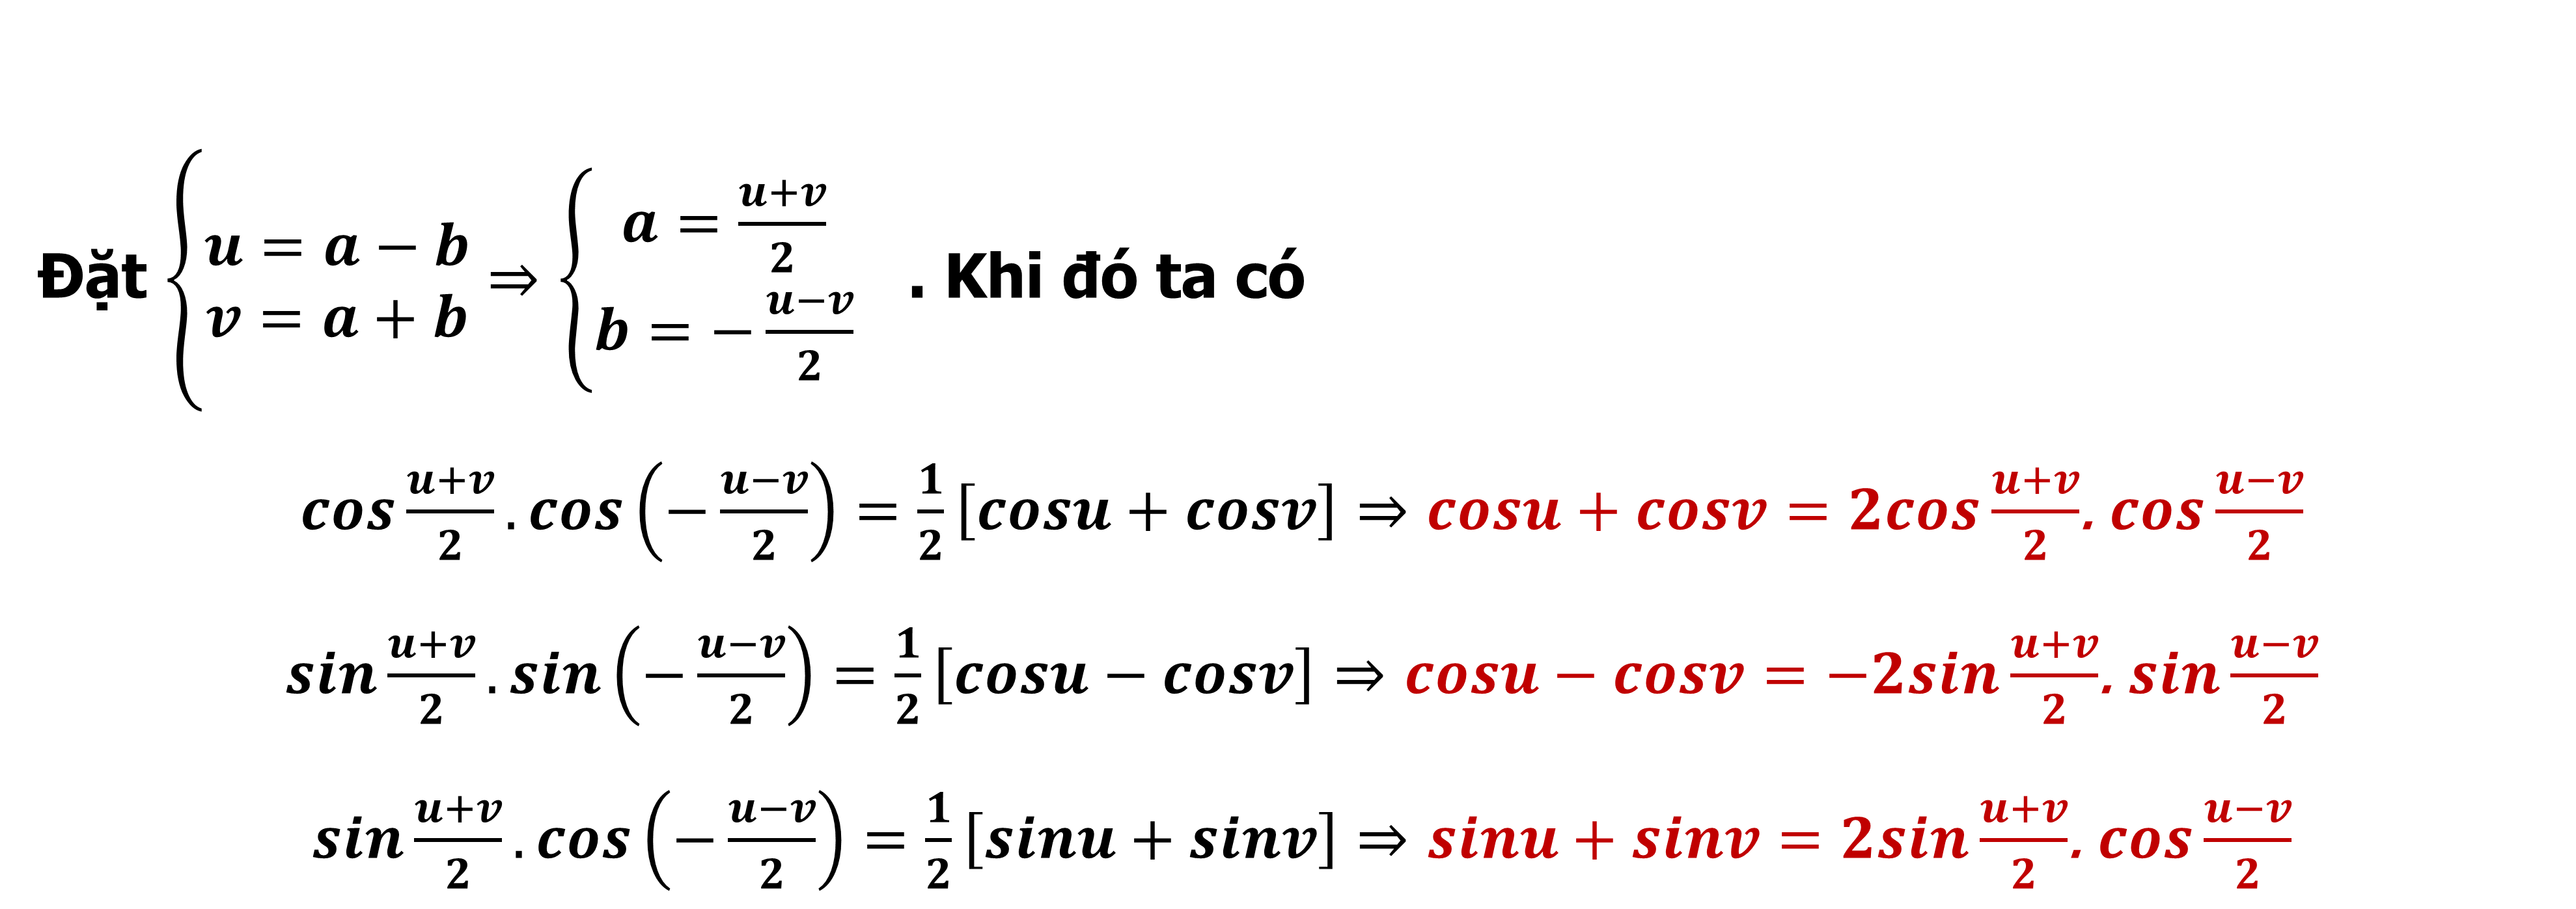 Đặt { u = a − b, v = a + b ⇒ { a = (u+v)/2, b = −(u−v)/2 . Khi đó ta có
cos (u+v)/2 . cos(−(u−v)/2) = 1/2 [cosu + cosv] ⇒ cosu + cosv = 2cos (u+v)/2 . cos (u−v)/2
sin (u+v)/2 . sin(−(u−v)/2) = 1/2 [cosu − cosv] ⇒ cosu − cosv = −2sin (u+v)/2 . sin (u−v)/2
sin (u+v)/2 . cos(−(u−v)/2) = 1/2 [sinu + sinv] ⇒ sinu + sinv = 2sin (u+v)/2 . cos (u−v)/2